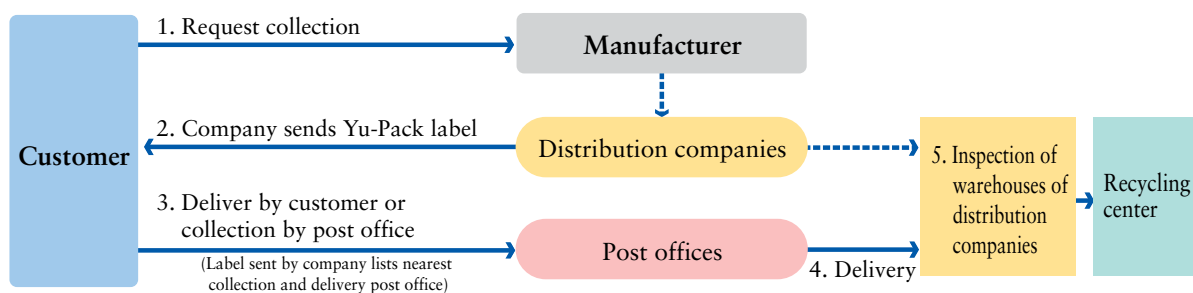 1. Request collection
Manufacturer
Customer
2. Company sends Yu-Pack label
Distribution companies
3. Deliver by customer or
collection by post office
(Label sent by company lists nearest
collection and delivery post office)
Post offices
4. Delivery
5. Inspection of
warehouses of
distribution
companies
Recycling
center